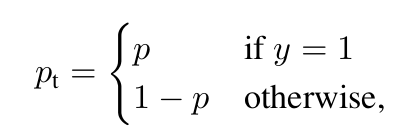 p_t = { p if y = 1
1 − p otherwise,